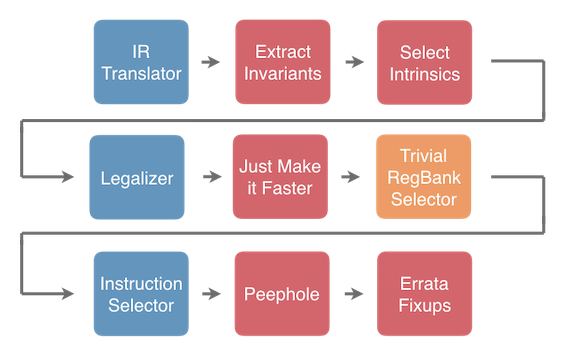 IR
Translator
Extract
Invariants
Select
Intrinsics
Legalizer
Just Make
it Faster
Trivial
RegBank
Selector
Instruction
Selector
Peephole
Errata
Fixups